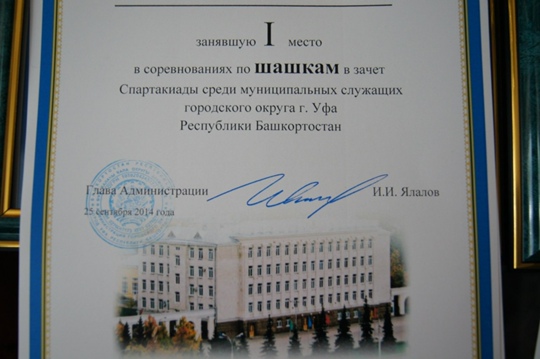 занявшую I место
в соревнованиях по шашкам в зачет
Спартакиады среди муниципальных служащих
городского округа г. Уфа
Республики Башкортостан
Глава Администрации И.И. Ялалов
25 сентября 2014 года